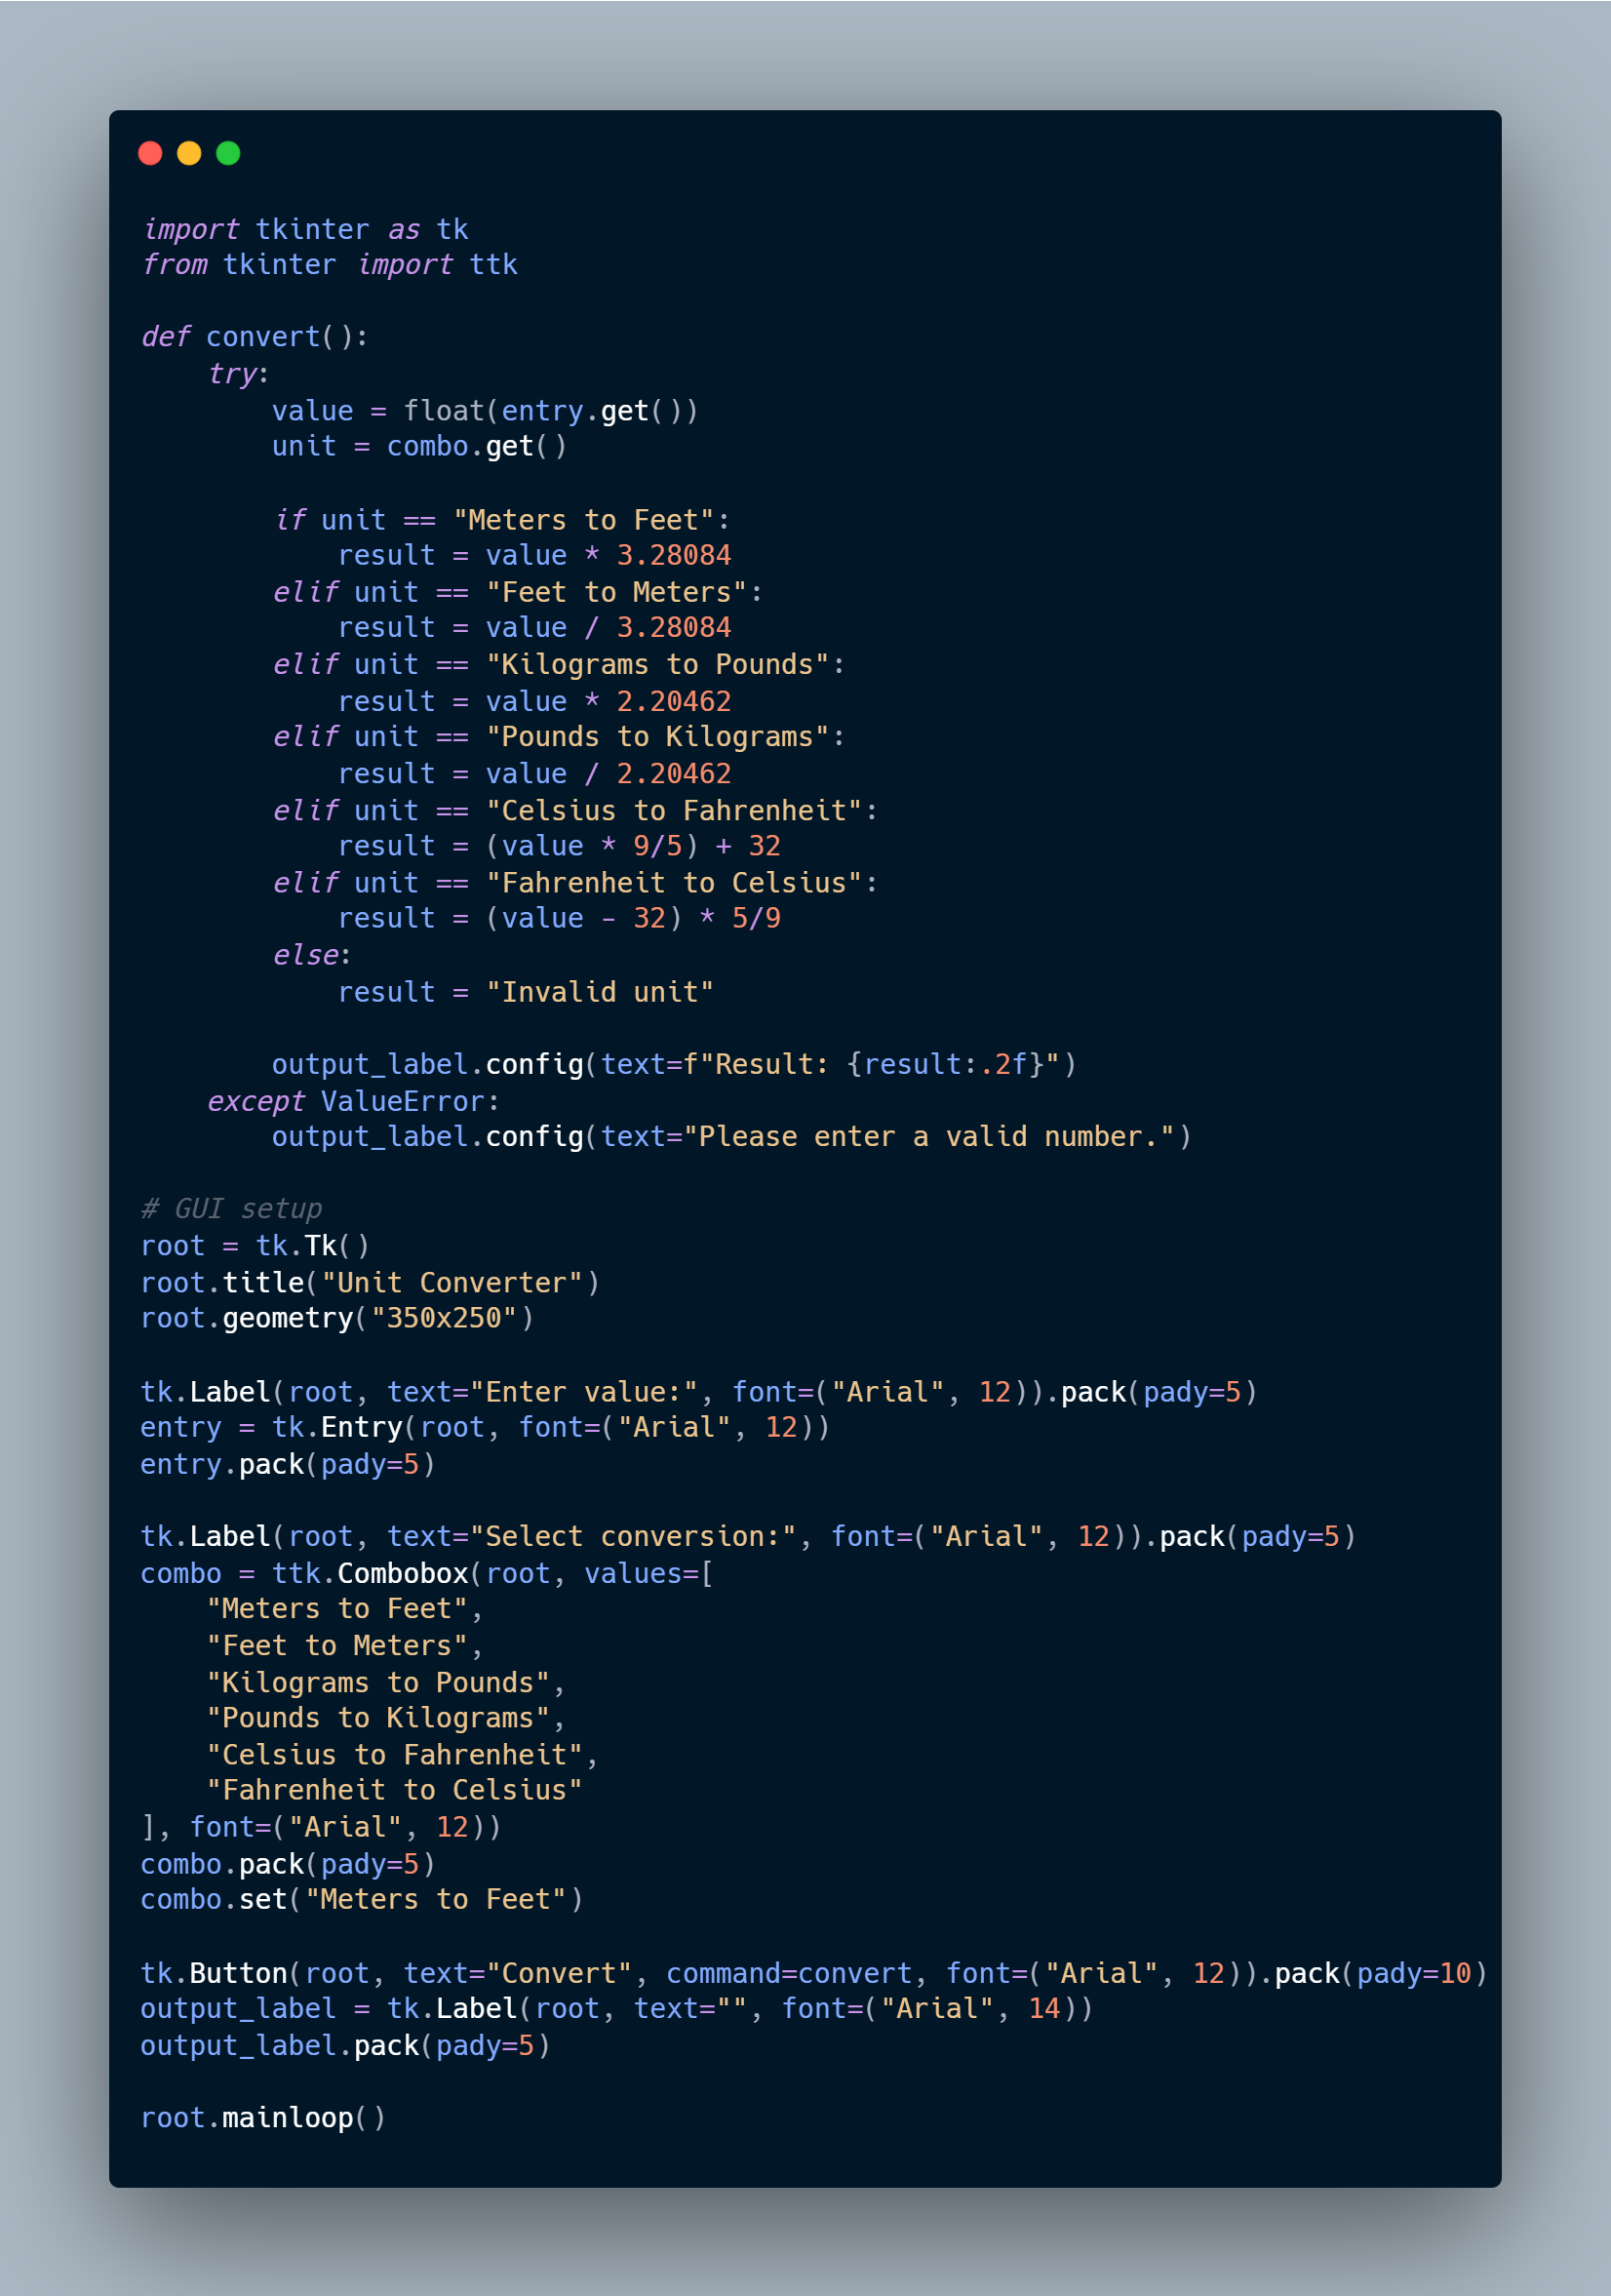 import tkinter as tk
from tkinter import ttk

def convert():
    try:
        value = float(entry.get())
        unit = combo.get()

        if unit == "Meters to Feet":
            result = value * 3.28084
        elif unit == "Feet to Meters":
            result = value / 3.28084
        elif unit == "Kilograms to Pounds":
            result = value * 2.20462
        elif unit == "Pounds to Kilograms":
            result = value / 2.20462
        elif unit == "Celsius to Fahrenheit":
            result = (value * 9/5) + 32
        elif unit == "Fahrenheit to Celsius":
            result = (value - 32) * 5/9
        else:
            result = "Invalid unit"

        output_label.config(text=f"Result: {result:.2f}")
    except ValueError:
        output_label.config(text="Please enter a valid number.")

# GUI setup
root = tk.Tk()
root.title("Unit Converter")
root.geometry("350x250")

tk.Label(root, text="Enter value:", font=("Arial", 12)).pack(pady=5)
entry = tk.Entry(root, font=("Arial", 12))
entry.pack(pady=5)

tk.Label(root, text="Select conversion:", font=("Arial", 12)).pack(pady=5)
combo = ttk.Combobox(root, values=[
    "Meters to Feet",
    "Feet to Meters",
    "Kilograms to Pounds",
    "Pounds to Kilograms",
    "Celsius to Fahrenheit",
    "Fahrenheit to Celsius"
], font=("Arial", 12))
combo.pack(pady=5)
combo.set("Meters to Feet")

tk.Button(root, text="Convert", command=convert, font=("Arial", 12)).pack(pady=10)
output_label = tk.Label(root, text="", font=("Arial", 14))
output_label.pack(pady=5)

root.mainloop()